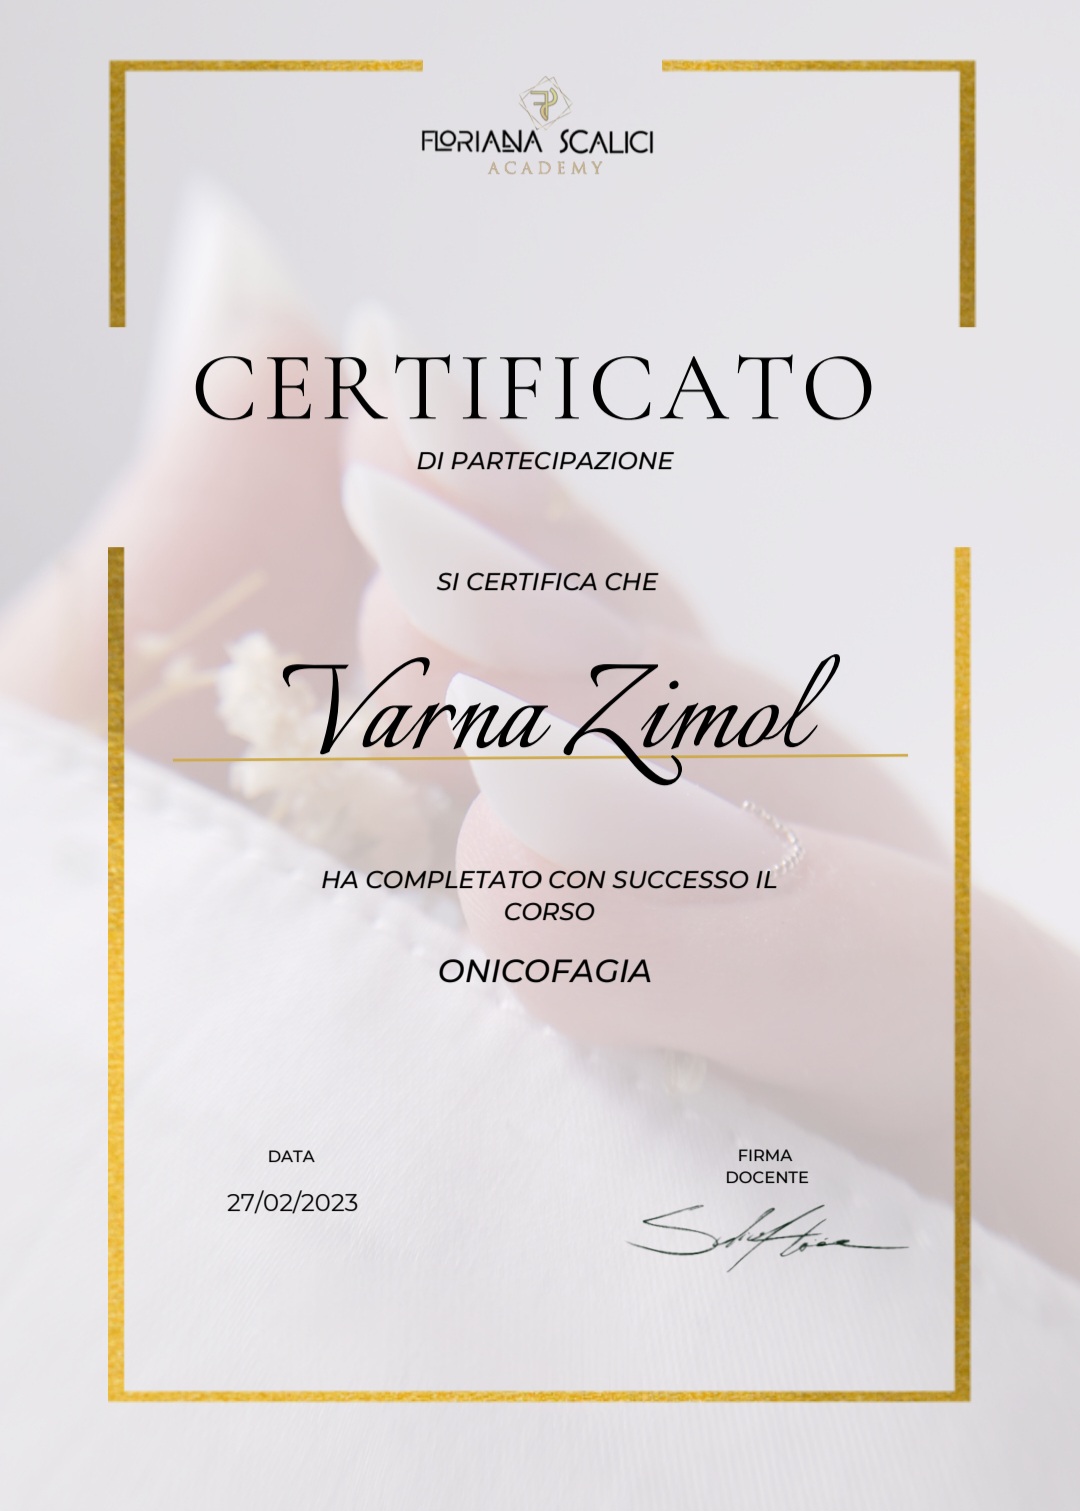 FLORIANA SCALICI
ACADEMY
CERTIFICATO
DI PARTECIPAZIONE
SI CERTIFICA CHE
Varna Zimol
HA COMPLETATO CON SUCCESSO IL
CORSO
ONICOFAGIA
DATA
27/02/2023
FIRMA
DOCENTE